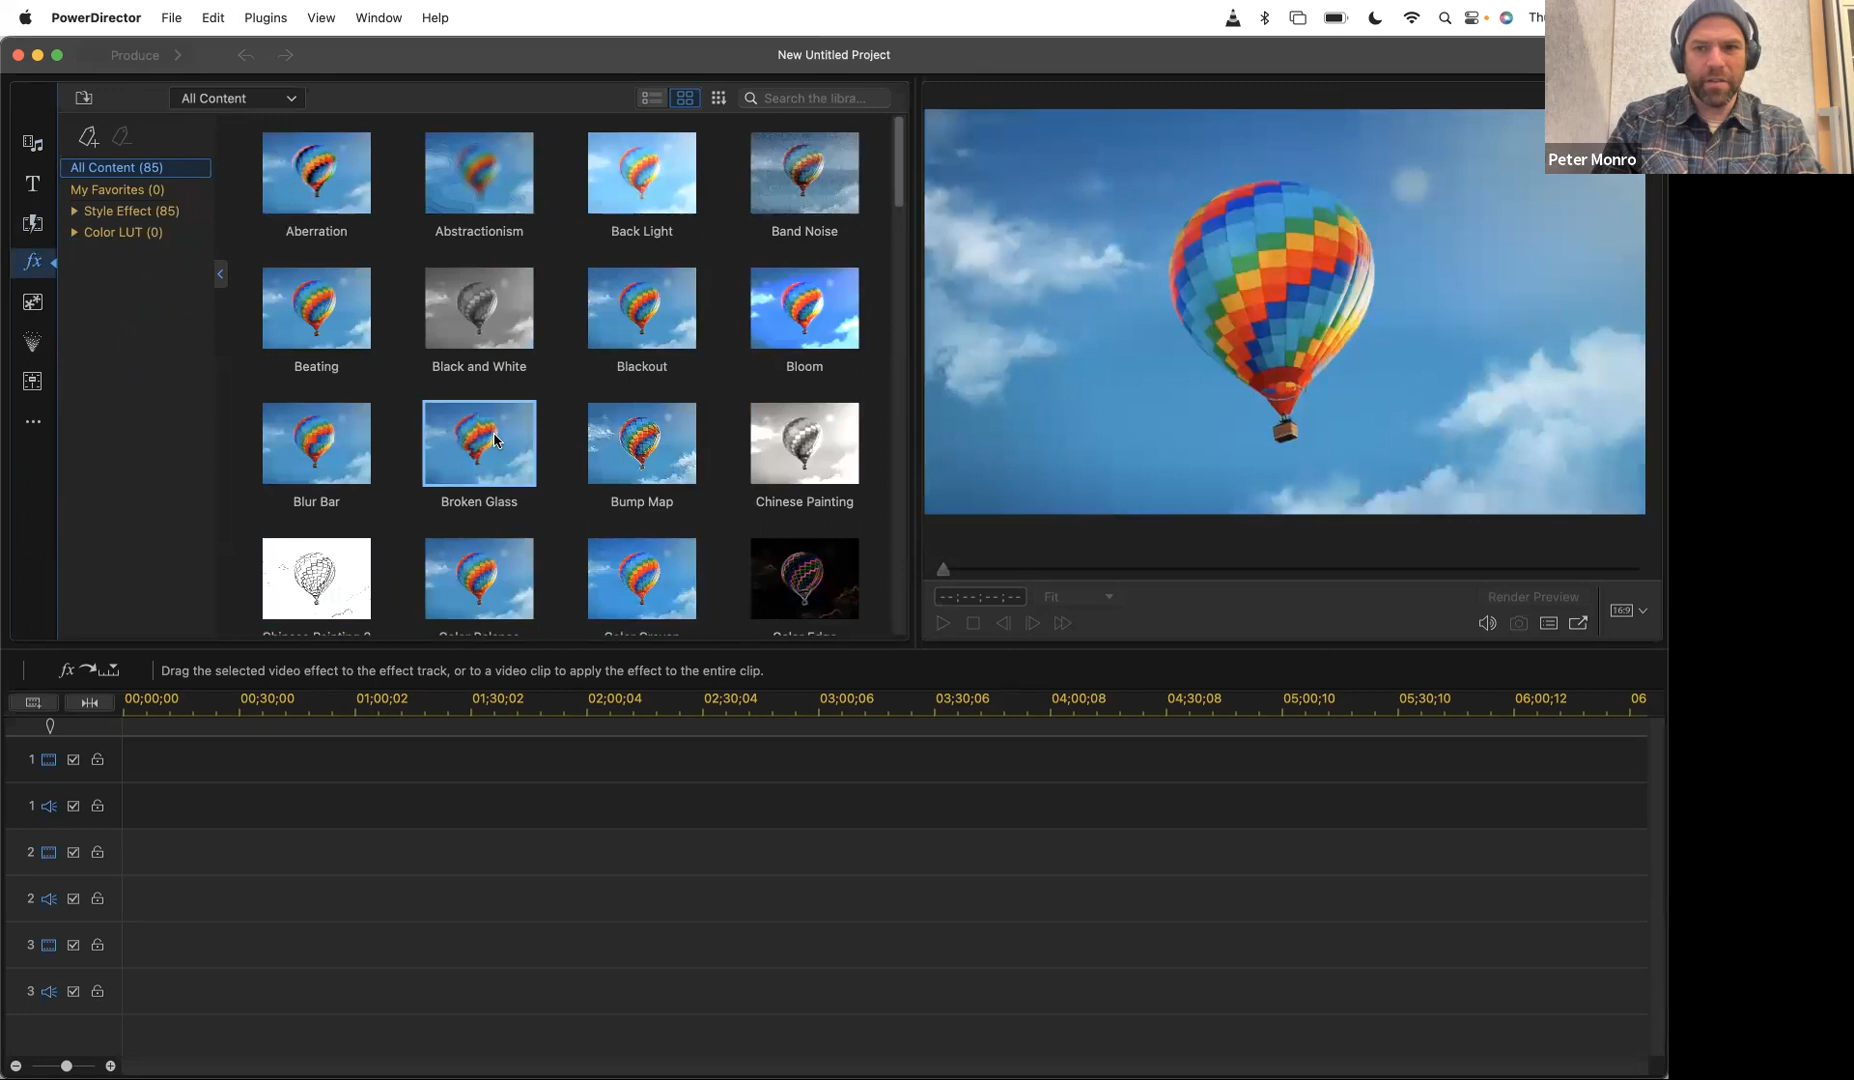 PowerDirector File Edit Plugins View Window Help
Produce
New Untitled Project
All Content
Search the libra...
All Content (85)
My Favorites (0)
Style Effect (85)
Color LUT (0)
fx
Aberration
Abstractionism
Back Light
Band Noise
Beating
Black and White
Blackout
Bloom
Blur Bar
Broken Glass
Bump Map
Chinese Painting
Peter Monro
--;--;--;--
Fit
Render Preview
16:9
fx
Drag the selected video effect to the effect track, or to a video clip to apply the effect to the entire clip.
00;00;00 00;30;00 01;00;02 01;30;02 02;00;04 02;30;04 03;00;06 03;30;06 04;00;08 04;30;08 05;00;10 05;30;10 06;00;12 06
1
1
2
2
3
3